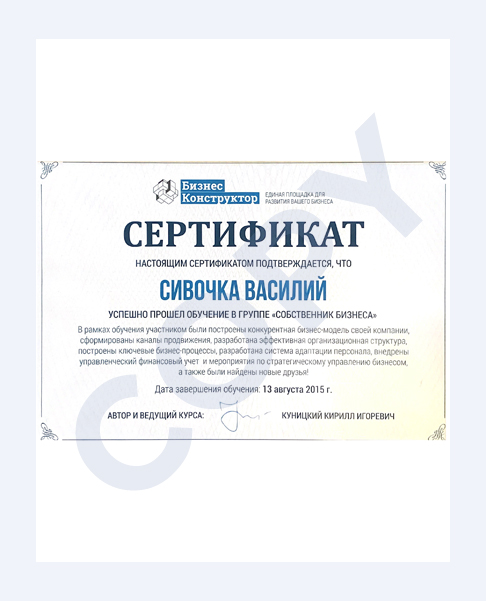 Бизнес
Конструктор
ЕДИНАЯ ПЛОЩАДКА ДЛЯ
РАЗВИТИЯ ВАШЕГО БИЗНЕСА
СЕРТИФИКАТ
НАСТОЯЩИМ СЕРТИФИКАТОМ ПОДТВЕРЖДАЕТСЯ, ЧТО
СИВОЧКА ВАСИЛИЙ
УСПЕШНО ПРОШЕЛ ОБУЧЕНИЕ В ГРУППЕ «СОБСТВЕННИК БИЗНЕСА»
В рамках обучения участником были построены конкурентная бизнес-модель своей компании,
сформированы каналы продвижения, разработана эффективная организационная структура,
построены ключевые бизнес-процессы, разработана система адаптации персонала, внедрены
управленческий финансовый учет и мероприятия по стратегическому управлению бизнесом,
а также были найдены новые друзья!
Дата завершения обучения: 13 августа 2015 г.
АВТОР И ВЕДУЩИЙ КУРСА: КУНИЦКИЙ КИРИЛЛ ИГОРЕВИЧ
COPY